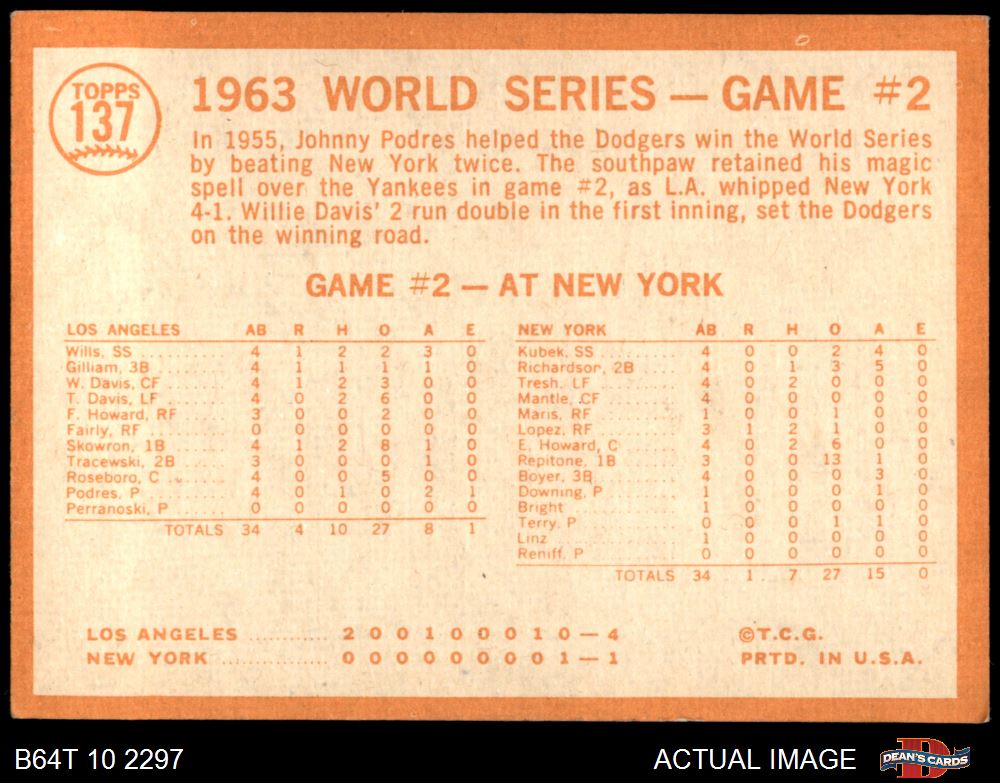 TOPPS
137
1963 WORLD SERIES — GAME #2
In 1955, Johnny Podres helped the Dodgers win the World Series
by beating New York twice. The southpaw retained his magic
spell over the Yankees in game #2, as L.A. whipped New York
4-1. Willie Davis' 2 run double in the first inning, set the Dodgers
on the winning road.
GAME #2 — AT NEW YORK
LOS ANGELES AB R H O A E
Wills, SS 4 1 2 2 3 0
Gilliam, 3B 4 1 1 1 1 0
W. Davis, CF 4 1 2 3 0 0
T. Davis, LF 4 0 2 6 0 0
F. Howard, RF 3 0 0 2 0 0
Fairly, RF 0 0 0 0 0 0
Skowron, 1B 4 1 2 8 1 0
Tracewski, 2B 3 0 0 0 1 0
Roseboro, C 4 0 0 5 0 0
Podres, P 4 0 1 0 2 1
Perranoski, P 0 0 0 0 0 0
TOTALS 34 4 10 27 8 1
NEW YORK AB R H O A E
Kubek, SS 4 0 0 2 4 0
Richardson, 2B 4 0 1 3 5 0
Tresh, LF 4 0 2 0 0 0
Mantle, CF 4 0 0 0 0 0
Maris, RF 1 0 0 1 0 0
Lopez, RF 3 1 2 1 0 0
E. Howard, C 4 0 2 6 0 0
Repitone, 1B 3 0 0 13 1 0
Boyer, 3B 4 0 0 0 3 0
Downing, P 1 0 0 0 1 0
Bright 1 0 0 0 0 0
Terry, P 0 0 0 1 1 0
Linz 1 0 0 0 0 0
Reniff, P 0 0 0 0 0 0
TOTALS 34 1 7 27 15 0
LOS ANGELES 2 0 0 1 0 0 0 1 0 — 4
NEW YORK 0 0 0 0 0 0 0 0 1 — 1
©T.C.G.
PRTD. IN U.S.A.
B64T 10 2297
ACTUAL IMAGE
D
DEAN'S CARDS